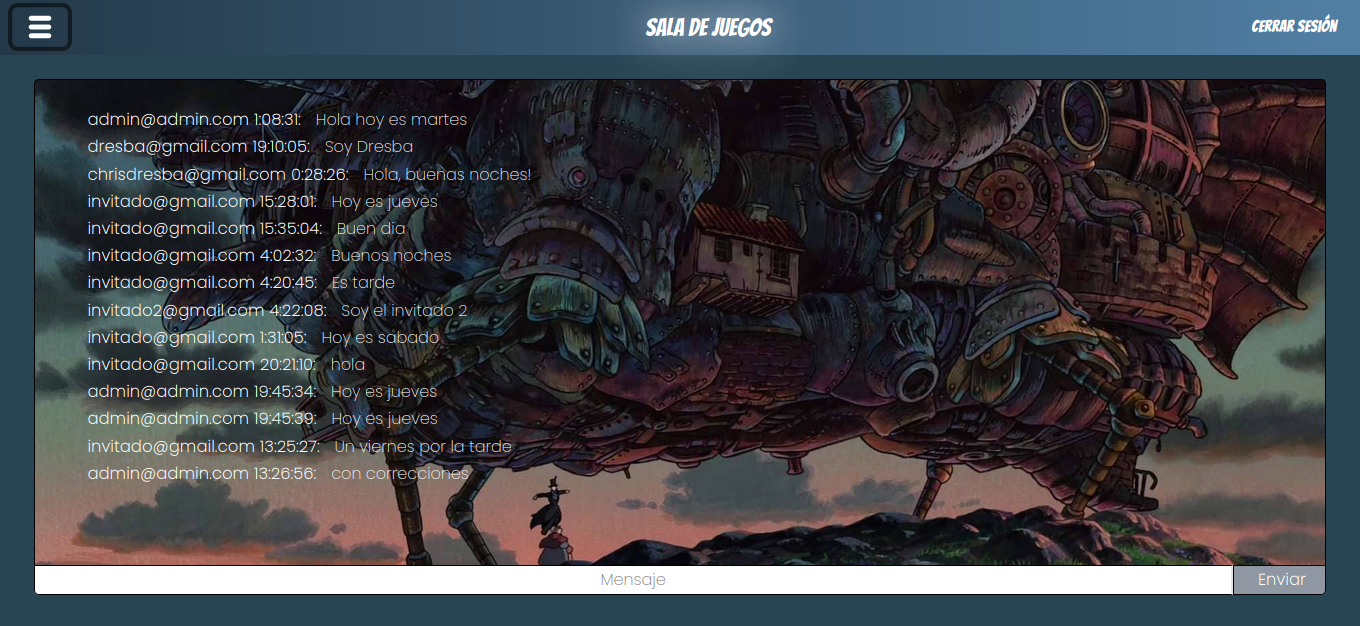 SALA DE JUEGOS
CERRAR SESIÓN
admin@admin.com 1:08:31: Hola hoy es martes
dresba@gmail.com 19:10:05: Soy Dresba
chrisdresba@gmail.com 0:28:26: Hola, buenas noches!
invitado@gmail.com 15:28:01: Hoy es jueves
invitado@gmail.com 15:35:04: Buen dia
invitado@gmail.com 4:02:32: Buenos noches
invitado@gmail.com 4:20:45: Es tarde
invitado2@gmail.com 4:22:08: Soy el invitado 2
invitado@gmail.com 1:31:05: Hoy es sabado
invitado@gmail.com 20:21:10: hola
admin@admin.com 19:45:34: Hoy es jueves
admin@admin.com 19:45:39: Hoy es jueves
invitado@gmail.com 13:25:27: Un viernes por la tarde
admin@admin.com 13:26:56: con correcciones
Mensaje
Enviar